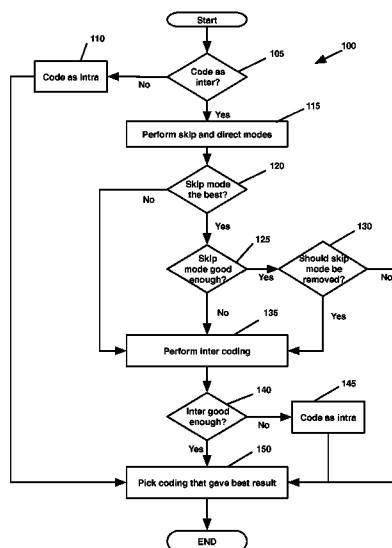 Start
110
105
100
Code as Intra
No
Code as
inter?
Yes
115
Perform skip and direct modes
120
No
Skip mode
the best?
Yes
125
130
Skip
mode good
enough?
Yes
Should skip
mode be
removed?
No
No
135
Yes
Perform inter coding
140
145
Inter good
enough?
No
Code as intra
Yes
150
Pick coding that gave best result
END